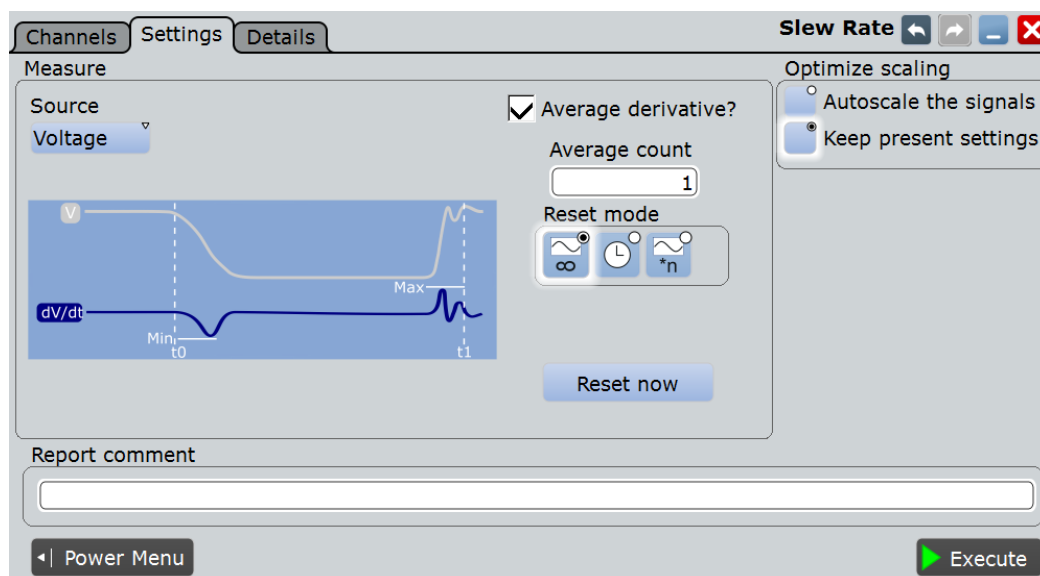 Channels Settings Details Slew Rate
Measure
Source
Voltage
Average derivative?
Average count
1
Reset mode
∞
*n
V
Max
dV/dt
Min
t0
t1
Reset now
Optimize scaling
Autoscale the signals
Keep present settings
Report comment
Power Menu
Execute